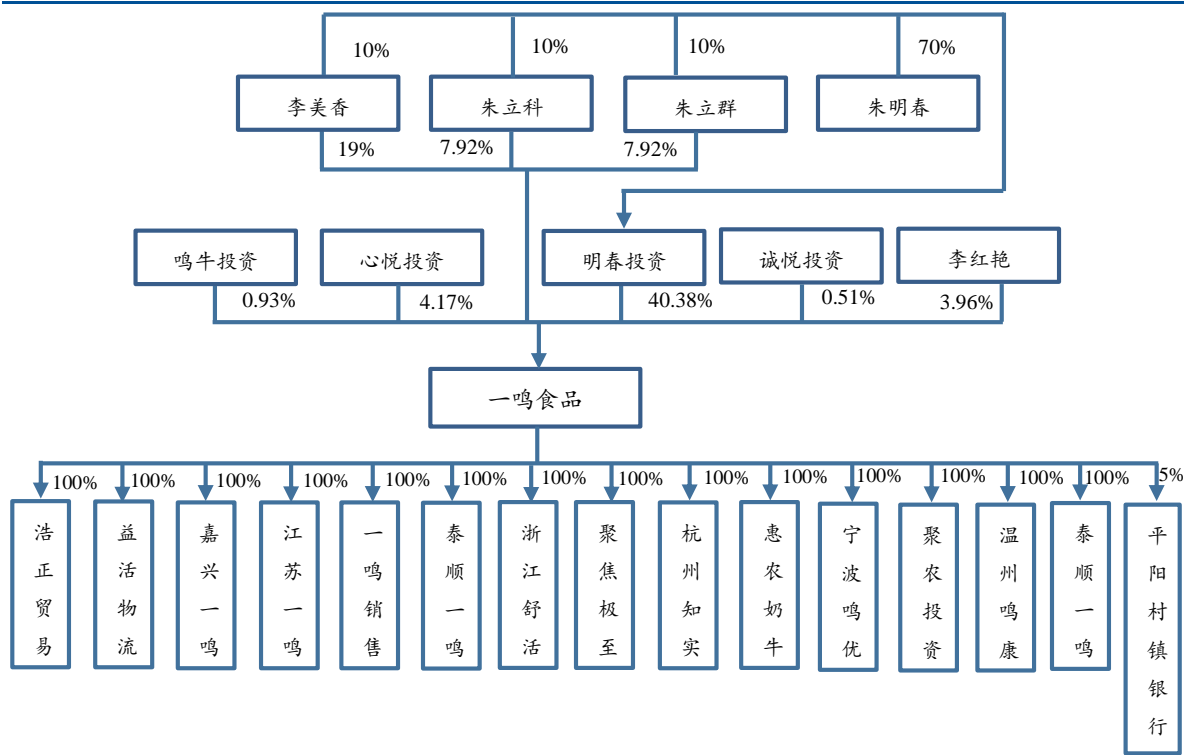 10% 10% 10% 70%
李美香 朱立科 朱立群 朱明春
19% 7.92% 7.92%
鸣牛投资 心悦投资 明春投资 诚悦投资 李红艳
0.93% 4.17% 40.38% 0.51% 3.96%
一鸣食品
100% 100% 100% 100% 100% 100% 100% 100% 100% 100% 100% 100% 100% 100% 5%
浩正贸易
益活物流
嘉兴一鸣
江苏一鸣
一鸣销售
泰顺一鸣
浙江舒活
聚焦极至
杭州知实
惠农奶牛
宁波鸣优
聚农投资
温州鸣康
泰顺一鸣
平阳村镇银行